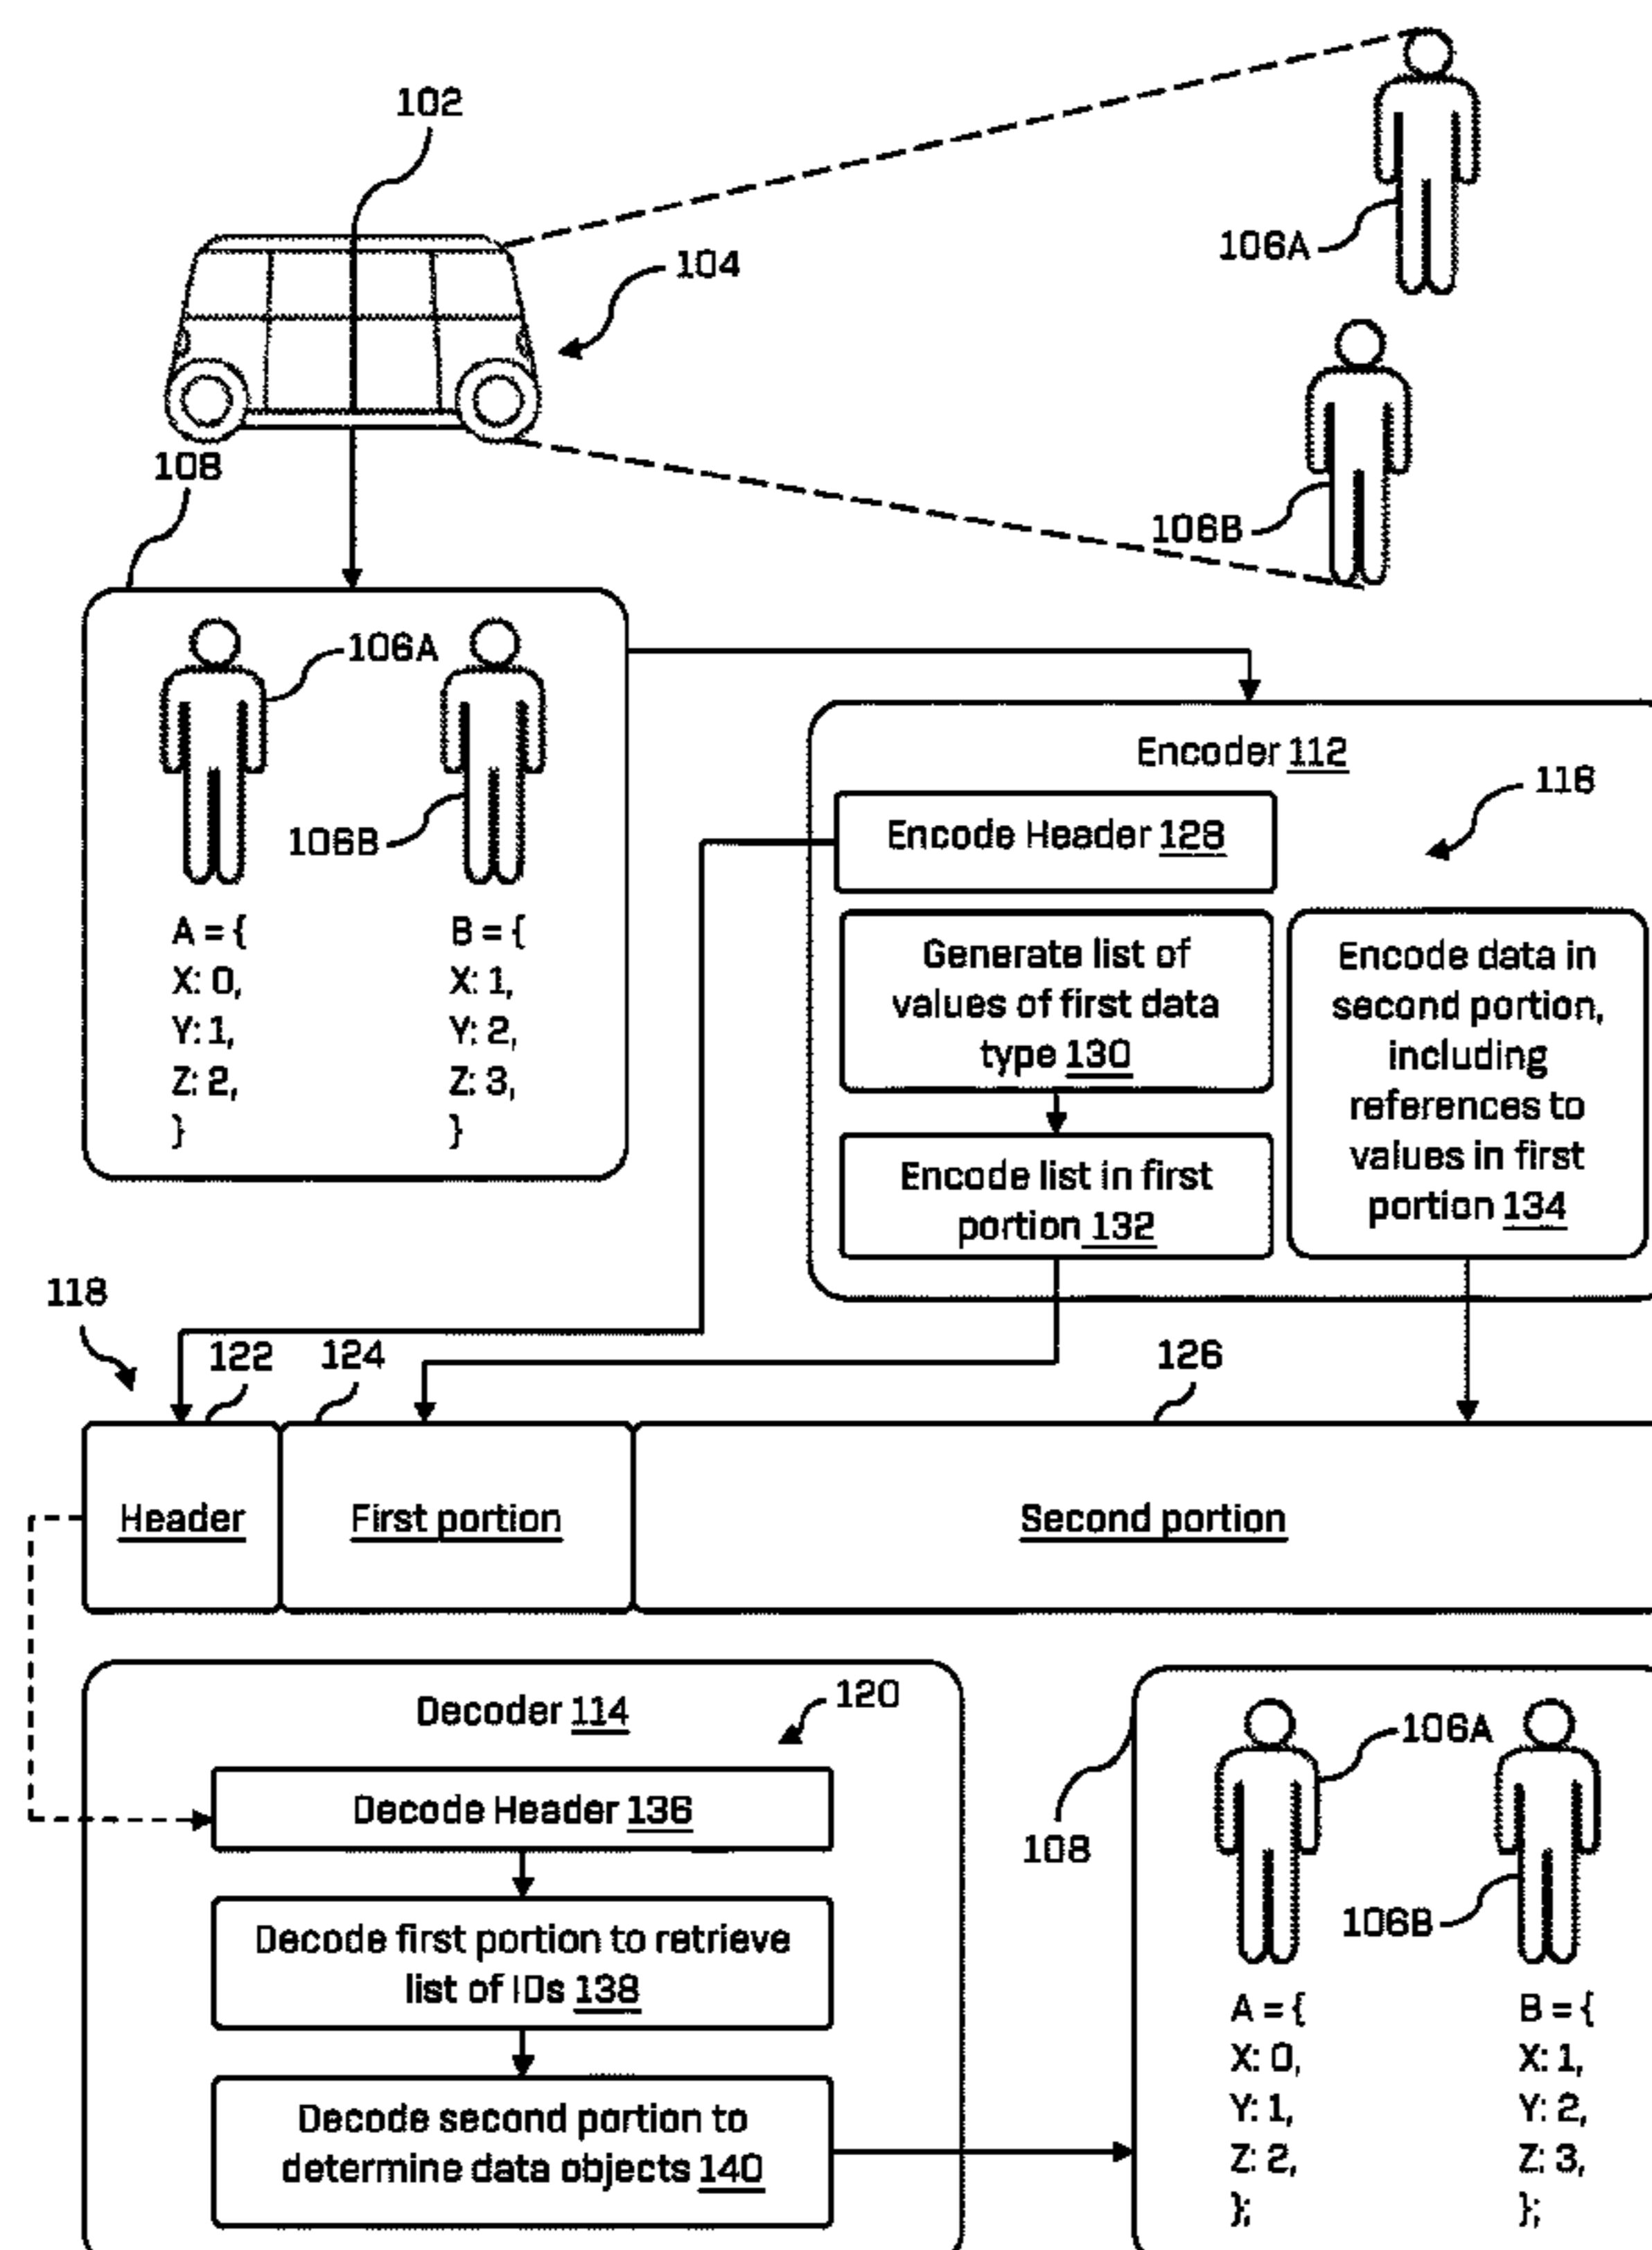 102
104
106A
106B
108
106A
106B
A = {
X: 0,
Y: 1,
Z: 2,
}
B = {
X: 1,
Y: 2,
Z: 3,
}
Encoder 112
116
Encode Header 128
Generate list of
values of first data
type 130
Encode list in first
portion 132
Encode data in
second portion,
including
references to
values in first
portion 134
118
122
124
126
Header
First portion
Second portion
Decoder 114
120
Decode Header 136
Decode first portion to retrieve
list of IDs 138
Decode second portion to
determine data objects 140
108
106A
106B
A = {
X: 0,
Y: 1,
Z: 2,
};
B = {
X: 1,
Y: 2,
Z: 3,
};